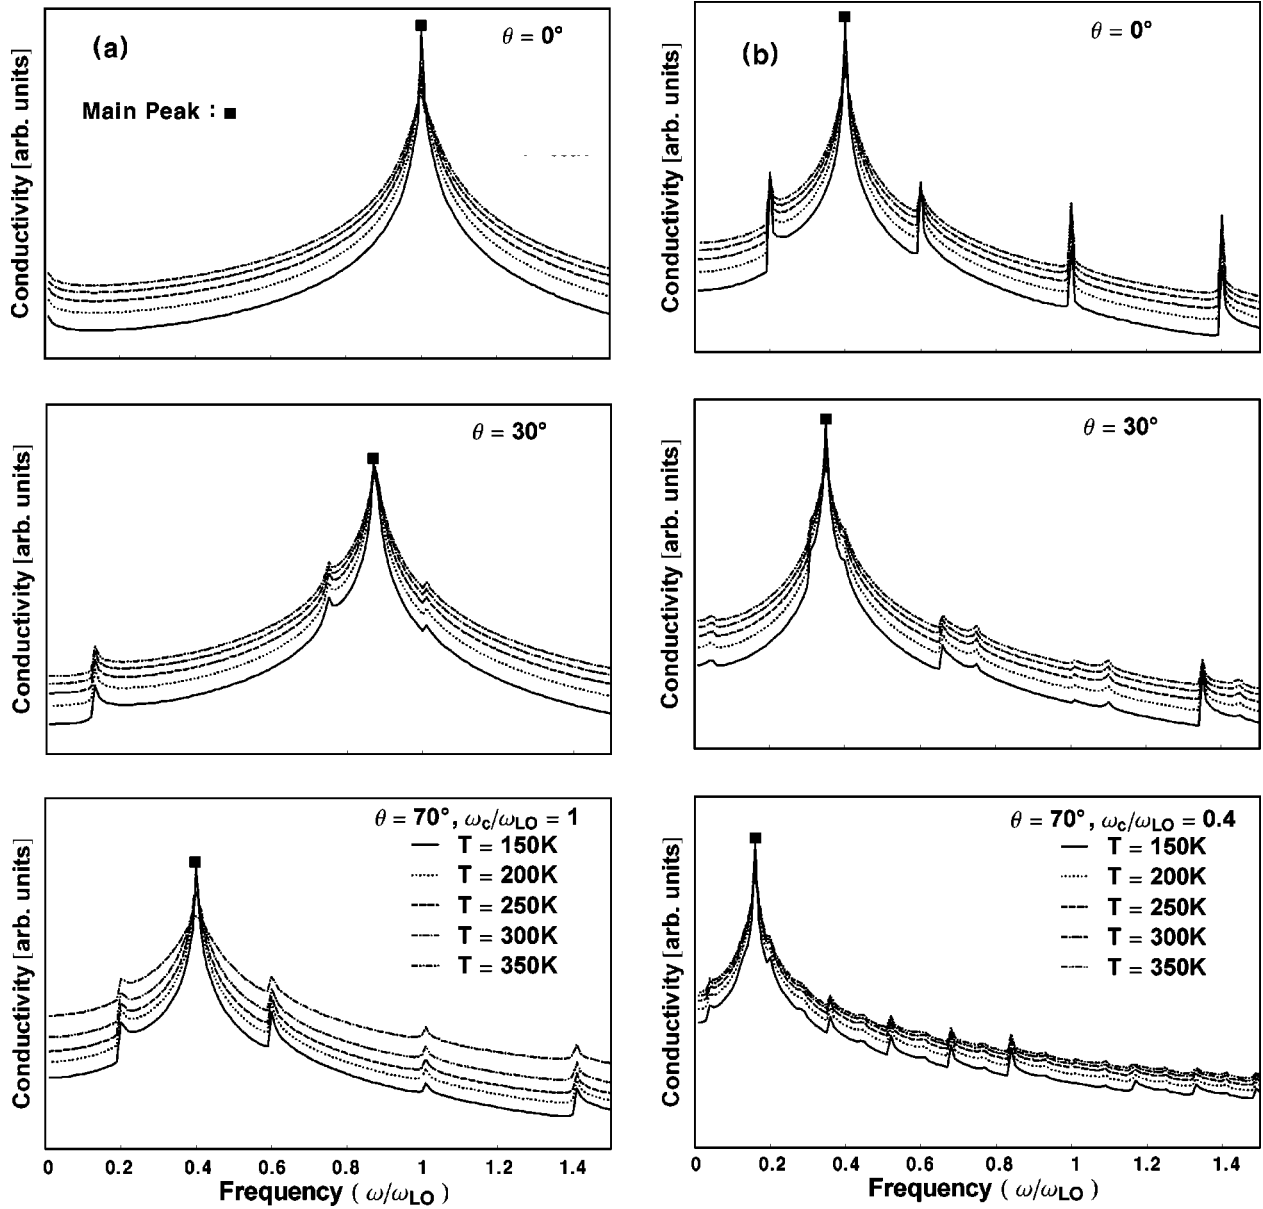 (a)
θ = 0°
Main Peak : ■
Conductivity [arb. units]
θ = 30°
Conductivity [arb. units]
θ = 70°, ω_c/ω_LO = 1
T = 150K
T = 200K
T = 250K
T = 300K
T = 350K
Conductivity [arb. units]
0 0.2 0.4 0.6 0.8 1 1.2 1.4
Frequency ( ω/ω_LO )
(b)
θ = 0°
Conductivity [arb. units]
θ = 30°
Conductivity [arb. units]
θ = 70°, ω_c/ω_LO = 0.4
T = 150K
T = 200K
T = 250K
T = 300K
T = 350K
Conductivity [arb. units]
0 0.2 0.4 0.6 0.8 1 1.2 1.4
Frequency ( ω/ω_LO )